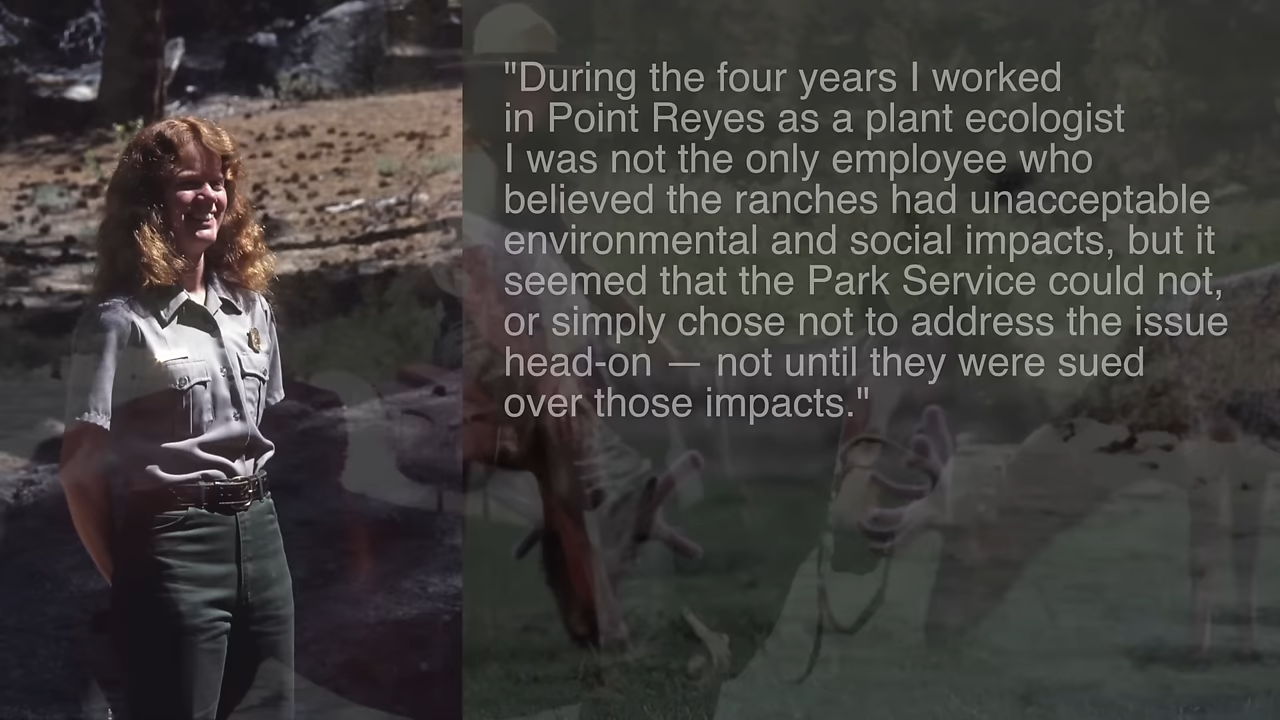 "During the four years I worked
in Point Reyes as a plant ecologist
I was not the only employee who
believed the ranches had unacceptable
environmental and social impacts, but it
seemed that the Park Service could not,
or simply chose not to address the issue
head-on — not until they were sued
over those impacts."